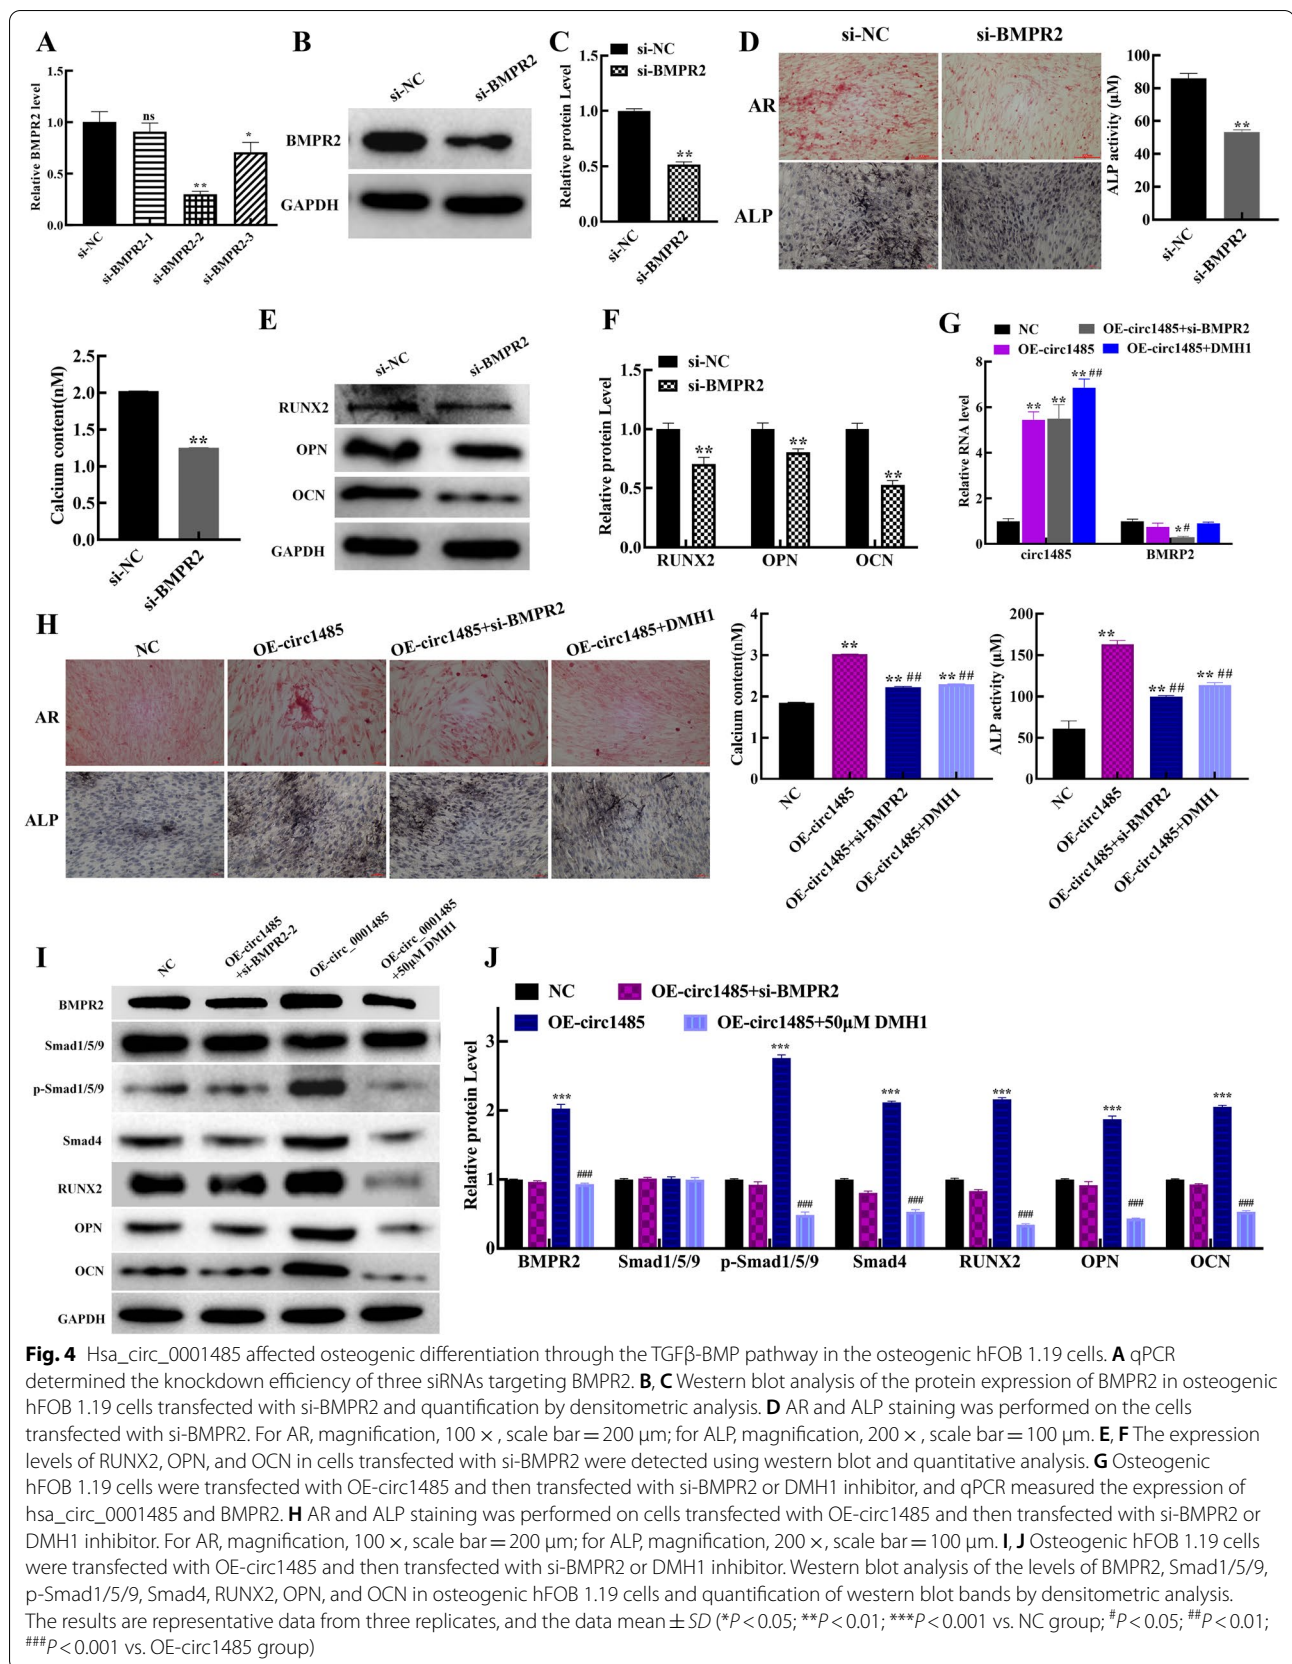 A
Relative BMPR2 level
1.5
1.0
0.5
0.0
ns
**
*
si-NC
si-BMPR2-1
si-BMPR2-2
si-BMPR2-3
B
si-NC
si-BMPR2
BMPR2
GAPDH
C
si-NC
si-BMPR2
Relative protein Level
1.5
1.0
0.5
0.0
**
si-NC
si-BMPR2
D
si-NC
si-BMPR2
AR
ALP
ALP activity (μM)
100
80
60
40
20
0
**
si-NC
si-BMPR2
Calcium content(nM)
2.5
2.0
1.5
1.0
0.5
0.0
**
si-NC
si-BMPR2
E
si-NC
si-BMPR2
RUNX2
OPN
OCN
GAPDH
F
si-NC
si-BMPR2
Relative protein Level
1.5
1.0
0.5
0.0
**
**
**
RUNX2
OPN
OCN
G
NC
OE-circ1485+si-BMPR2
OE-circ1485
OE-circ1485+DMH1
Relative RNA level
8
6
4
2
0
**
**
**##
*#
circ1485
BMRP2
H
NC
OE-circ1485
OE-circ1485+si-BMPR2
OE-circ1485+DMH1
AR
ALP
Calcium content(nM)
4
3
2
1
0
**
** ##
** ##
NC
OE-circ1485
OE-circ1485+si-BMPR2
OE-circ1485+DMH1
ALP activity (μM)
200
150
100
50
0
**
** ##
** ##
NC
OE-circ1485
OE-circ1485+si-BMPR2
OE-circ1485+DMH1
I
NC
OE-circ1485
+si-BMPR2-2
OE-circ_0001485
OE-circ_0001485
+50μM DMH1
BMPR2
Smad1/5/9
p-Smad1/5/9
Smad4
RUNX2
OPN
OCN
GAPDH
J
NC
OE-circ1485+si-BMPR2
OE-circ1485
OE-circ1485+50μM DMH1
Relative protein Level
3
2
1
0
***
###
***
###
***
###
***
###
***
###
***
###
BMPR2
Smad1/5/9
p-Smad1/5/9
Smad4
RUNX2
OPN
OCN
Fig. 4 Hsa_circ_0001485 affected osteogenic differentiation through the TGFβ-BMP pathway in the osteogenic hFOB 1.19 cells. A qPCR
determined the knockdown efficiency of three siRNAs targeting BMPR2. B, C Western blot analysis of the protein expression of BMPR2 in osteogenic
hFOB 1.19 cells transfected with si-BMPR2 and quantification by densitometric analysis. D AR and ALP staining was performed on the cells
transfected with si-BMPR2. For AR, magnification, 100 ×, scale bar = 200 μm; for ALP, magnification, 200 ×, scale bar = 100 μm. E, F The expression
levels of RUNX2, OPN, and OCN in cells transfected with si-BMPR2 were detected using western blot and quantitative analysis. G Osteogenic
hFOB 1.19 cells were transfected with OE-circ1485 and then transfected with si-BMPR2 or DMH1 inhibitor, and qPCR measured the expression of
hsa_circ_0001485 and BMPR2. H AR and ALP staining was performed on cells transfected with OE-circ1485 and then transfected with si-BMPR2 or
DMH1 inhibitor. For AR, magnification, 100 ×, scale bar = 200 μm; for ALP, magnification, 200 ×, scale bar = 100 μm. I, J Osteogenic hFOB 1.19 cells
were transfected with OE-circ1485 and then transfected with si-BMPR2 or DMH1 inhibitor. Western blot analysis of the levels of BMPR2, Smad1/5/9,
p-Smad1/5/9, Smad4, RUNX2, OPN, and OCN in osteogenic hFOB 1.19 cells and quantification of western blot bands by densitometric analysis.
The results are representative data from three replicates, and the data mean ± SD (*P < 0.05; **P < 0.01; ***P < 0.001 vs. NC group; #P < 0.05; ##P < 0.01;
###P < 0.001 vs. OE-circ1485 group)